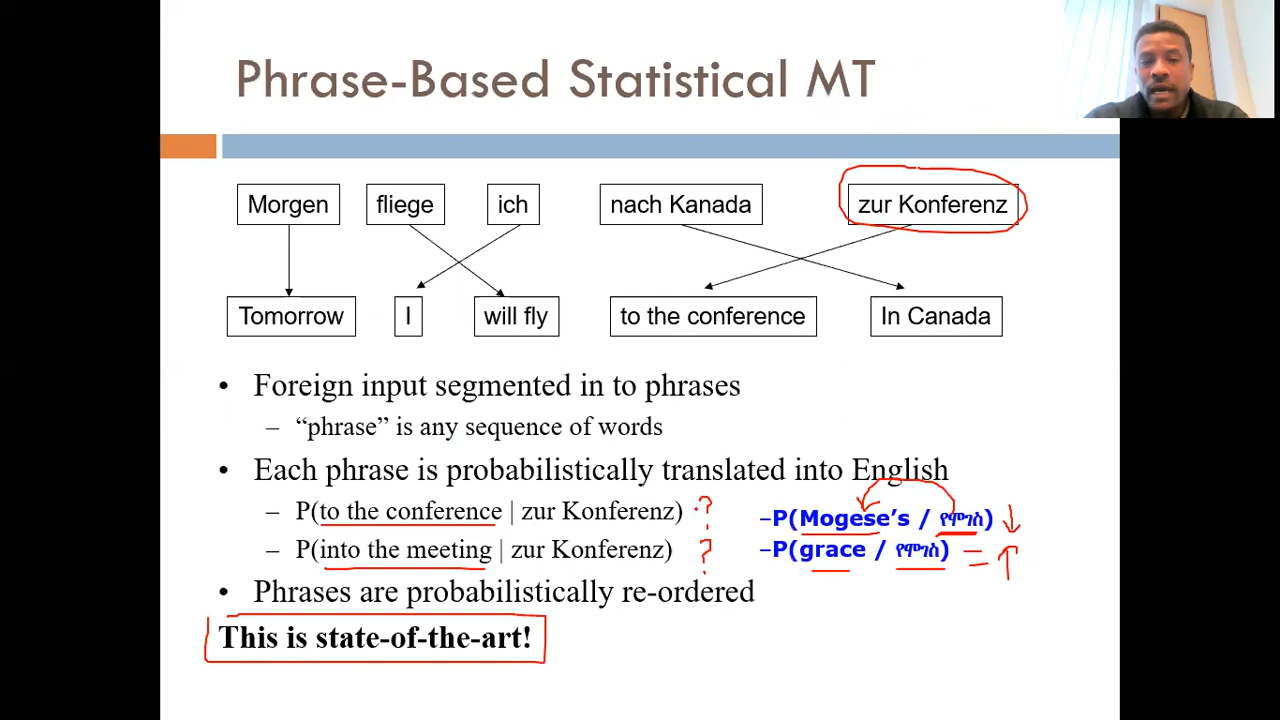 Phrase-Based Statistical MT
Morgen fliege ich nach Kanada zur Konferenz
Tomorrow I will fly to the conference In Canada
• Foreign input segmented in to phrases
– “phrase” is any sequence of words
• Each phrase is probabilistically translated into English
– P(to the conference | zur Konferenz) ?
– P(into the meeting | zur Konferenz) ?
–P(Mogese’s / የሞገስ) ↓
–P(grace / የሞገስ) = ↑
• Phrases are probabilistically re-ordered
This is state-of-the-art!